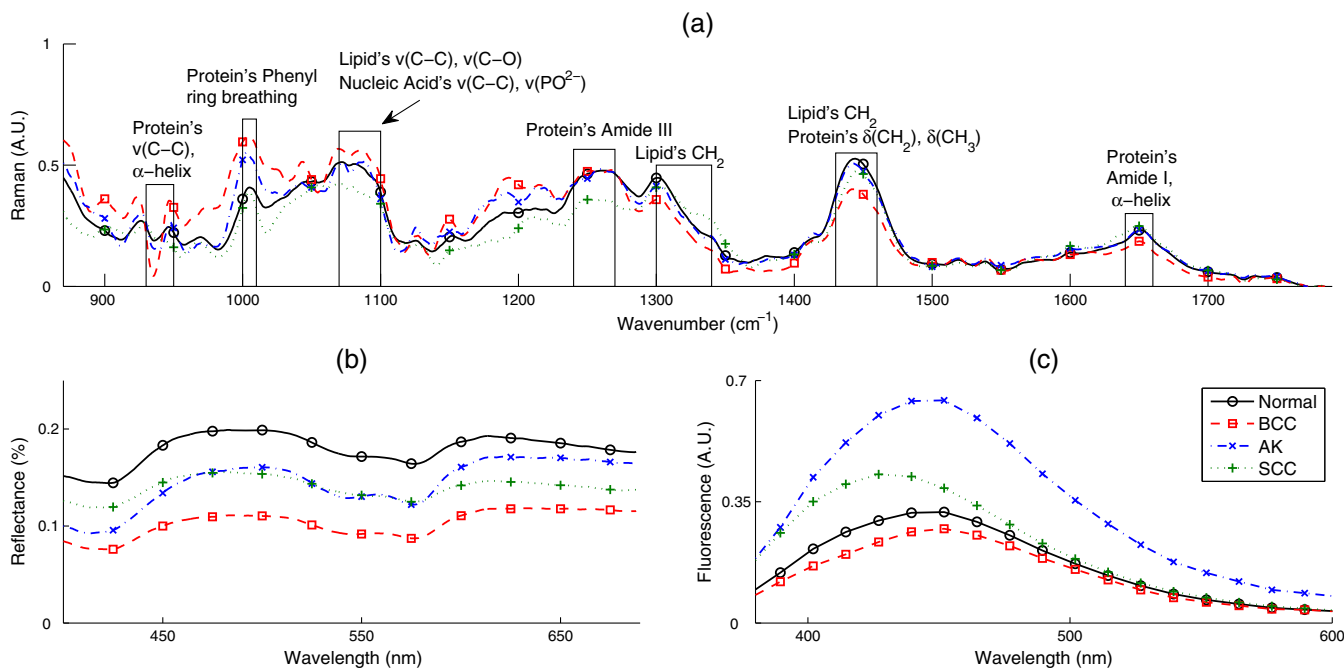 (a)
1
0.5
0
Raman (A.U.)
Protein's
v(C−C),
α−helix
Protein's Phenyl
ring breathing
Lipid's v(C−C), v(C−O)
Nucleic Acid's v(C−C), v(PO²⁻)
Protein's Amide III
Lipid's CH₂
Lipid's CH₂
Protein's δ(CH₂), δ(CH₃)
Protein's
Amide I,
α−helix
900 1000 1100 1200 1300 1400 1500 1600 1700
Wavenumber (cm⁻¹)
(b)
0.2
0.1
0
Reflectance (%)
450 550 650
Wavelength (nm)
(c)
0.7
0.35
0
Fluorescence (A.U.)
Normal
BCC
AK
SCC
400 500 600
Wavelength (nm)